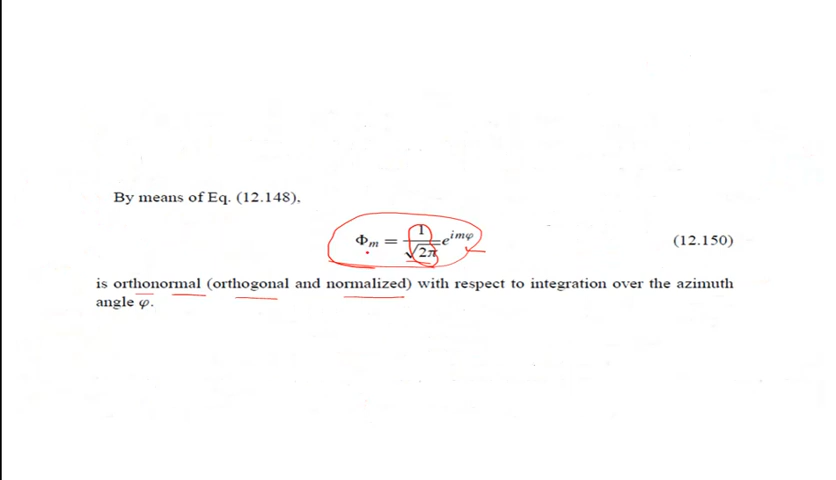 By means of Eq. (12.148),
Φₘ = 1/√2π e^{imφ} (12.150)
is orthonormal (orthogonal and normalized) with respect to integration over the azimuth
angle φ.